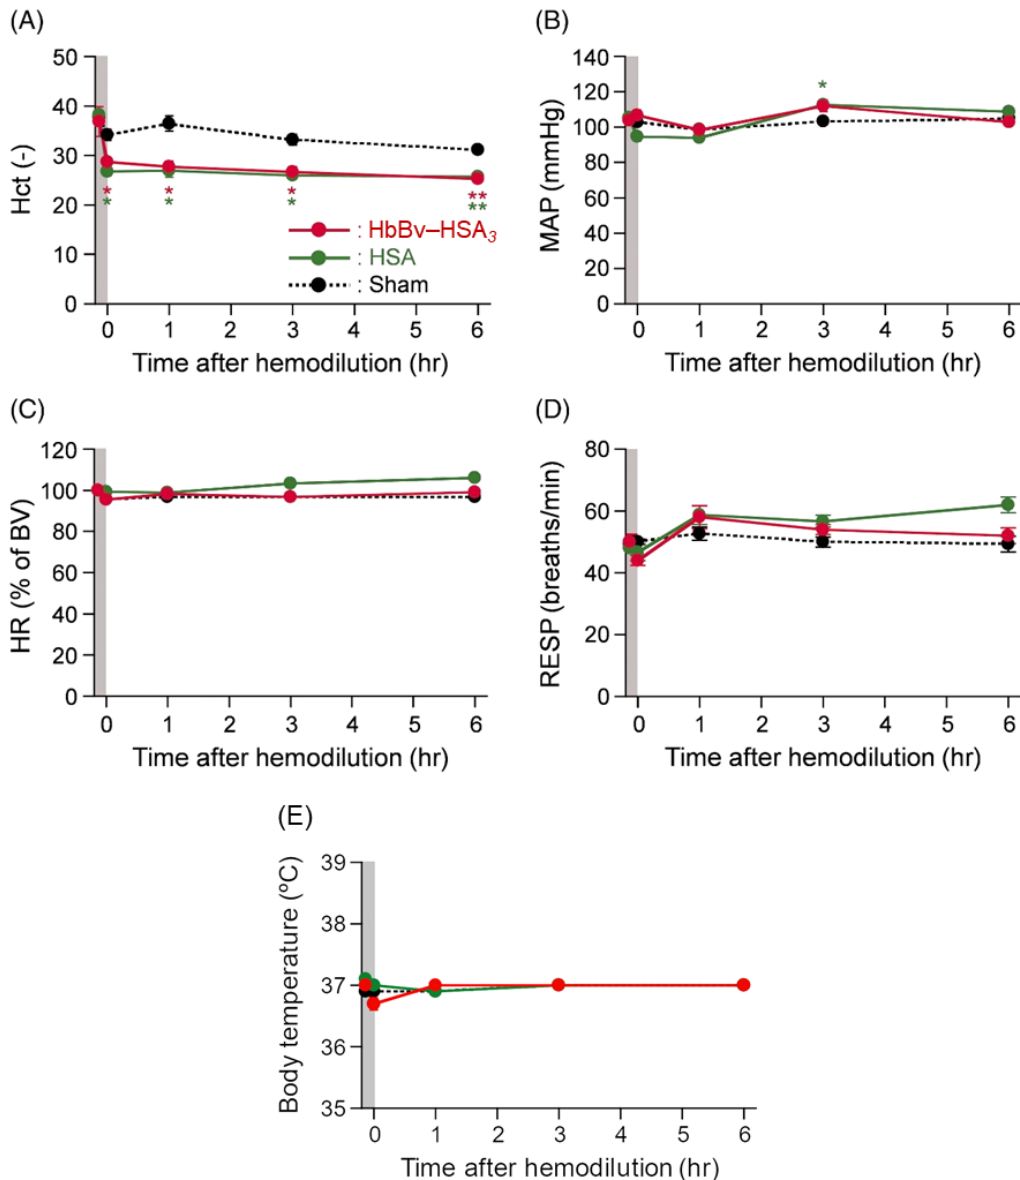 (A)
Hct (-)
50
40
30
20
10
0
* * * **
* * * **
: HbBv–HSA3
: HSA
: Sham
0 1 2 3 4 5 6
Time after hemodilution (hr)
(B)
MAP (mmHg)
140
120
100
80
60
40
20
0
*
0 1 2 3 4 5 6
Time after hemodilution (hr)
(C)
HR (% of BV)
120
100
80
60
40
20
0
0 1 2 3 4 5 6
Time after hemodilution (hr)
(D)
RESP (breaths/min)
80
60
40
20
0
0 1 2 3 4 5 6
Time after hemodilution (hr)
(E)
Body temperature (ºC)
39
38
37
36
35
0 1 2 3 4 5 6
Time after hemodilution (hr)